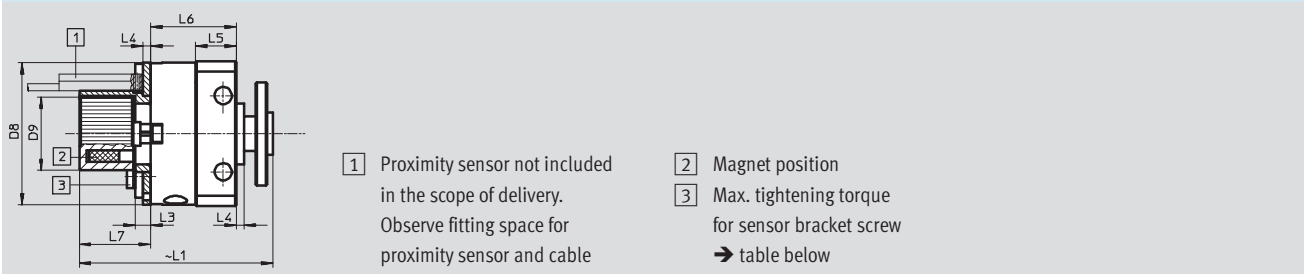 L6
L4
L5
1
D8
D9
2
3
L3
L4
L7
~L1
1 Proximity sensor not included
in the scope of delivery.
Observe fitting space for
proximity sensor and cable
2 Magnet position
3 Max. tightening torque
for sensor bracket screw
➔ table below